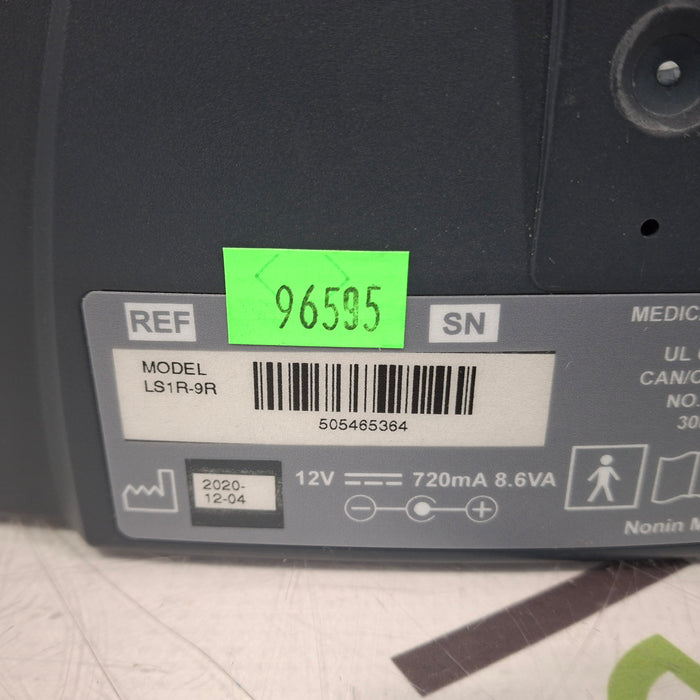 96595
REF
SN
MODEL
LS1R-9R
505465364
2020-
12-04
12V
720mA 8.6VA
MEDIC
UL
CAN/C
NO.
Nonin M